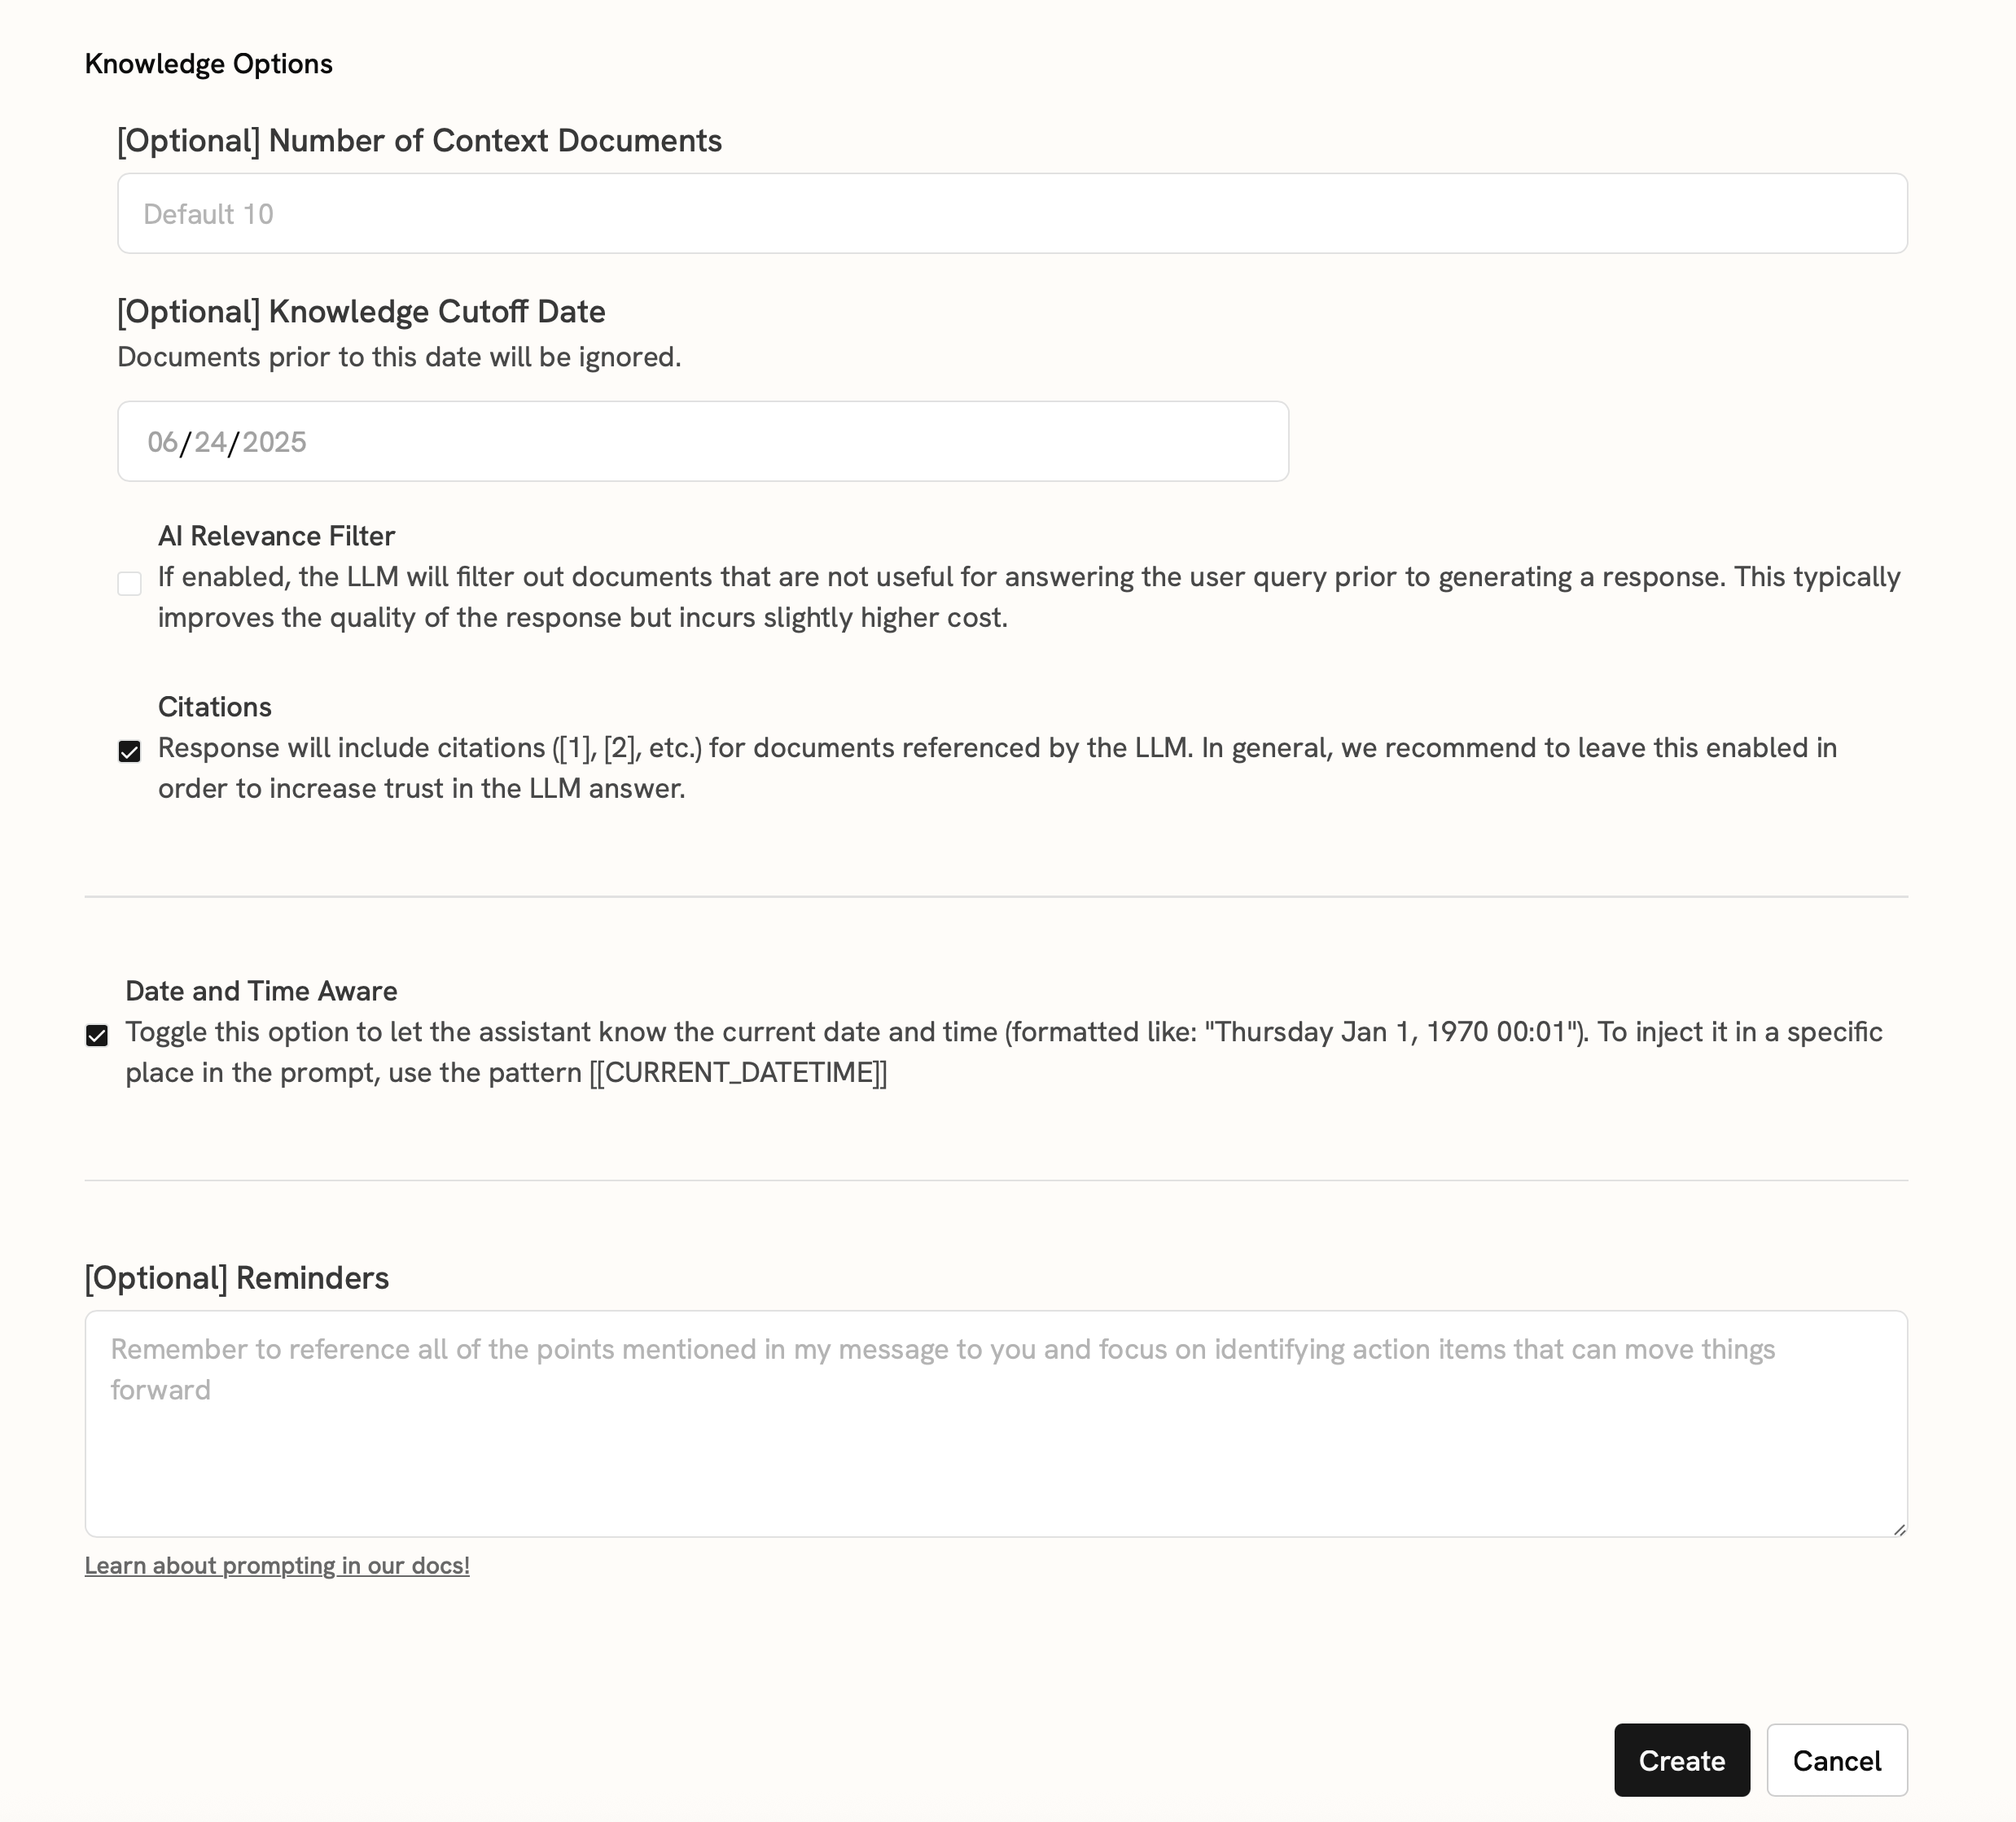 Knowledge Options
[Optional] Number of Context Documents
Default 10
[Optional] Knowledge Cutoff Date
Documents prior to this date will be ignored.
06/24/2025
AI Relevance Filter
If enabled, the LLM will filter out documents that are not useful for answering the user query prior to generating a response. This typically
improves the quality of the response but incurs slightly higher cost.
Citations
Response will include citations ([1], [2], etc.) for documents referenced by the LLM. In general, we recommend to leave this enabled in
order to increase trust in the LLM answer.
Date and Time Aware
Toggle this option to let the assistant know the current date and time (formatted like: "Thursday Jan 1, 1970 00:01"). To inject it in a specific
place in the prompt, use the pattern [[CURRENT_DATETIME]]
[Optional] Reminders
Remember to reference all of the points mentioned in my message to you and focus on identifying action items that can move things
forward
Learn about prompting in our docs!
Create Cancel